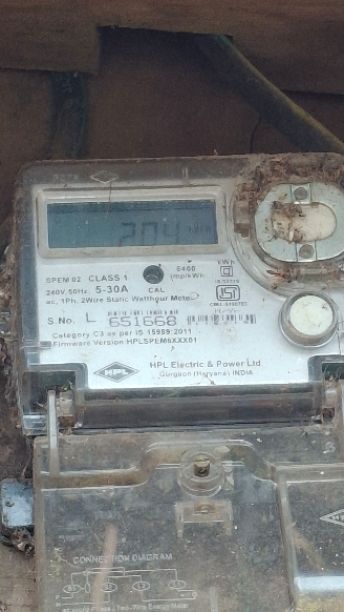 204
SPEM 02 CLASS 1
240V, 50Hz, 5-30A CAL 6400 imp/kWh
ac, 1Ph, 2Wire Static Watthour Meter
S.No. L 651668
Category C3 as per IS 15959:2011
Firmware Version: HPLSPEM6XXX01
HPL
HPL Electric & Power Ltd
Gurgaon (Haryana) INDIA
CONNECTION DIAGRAM